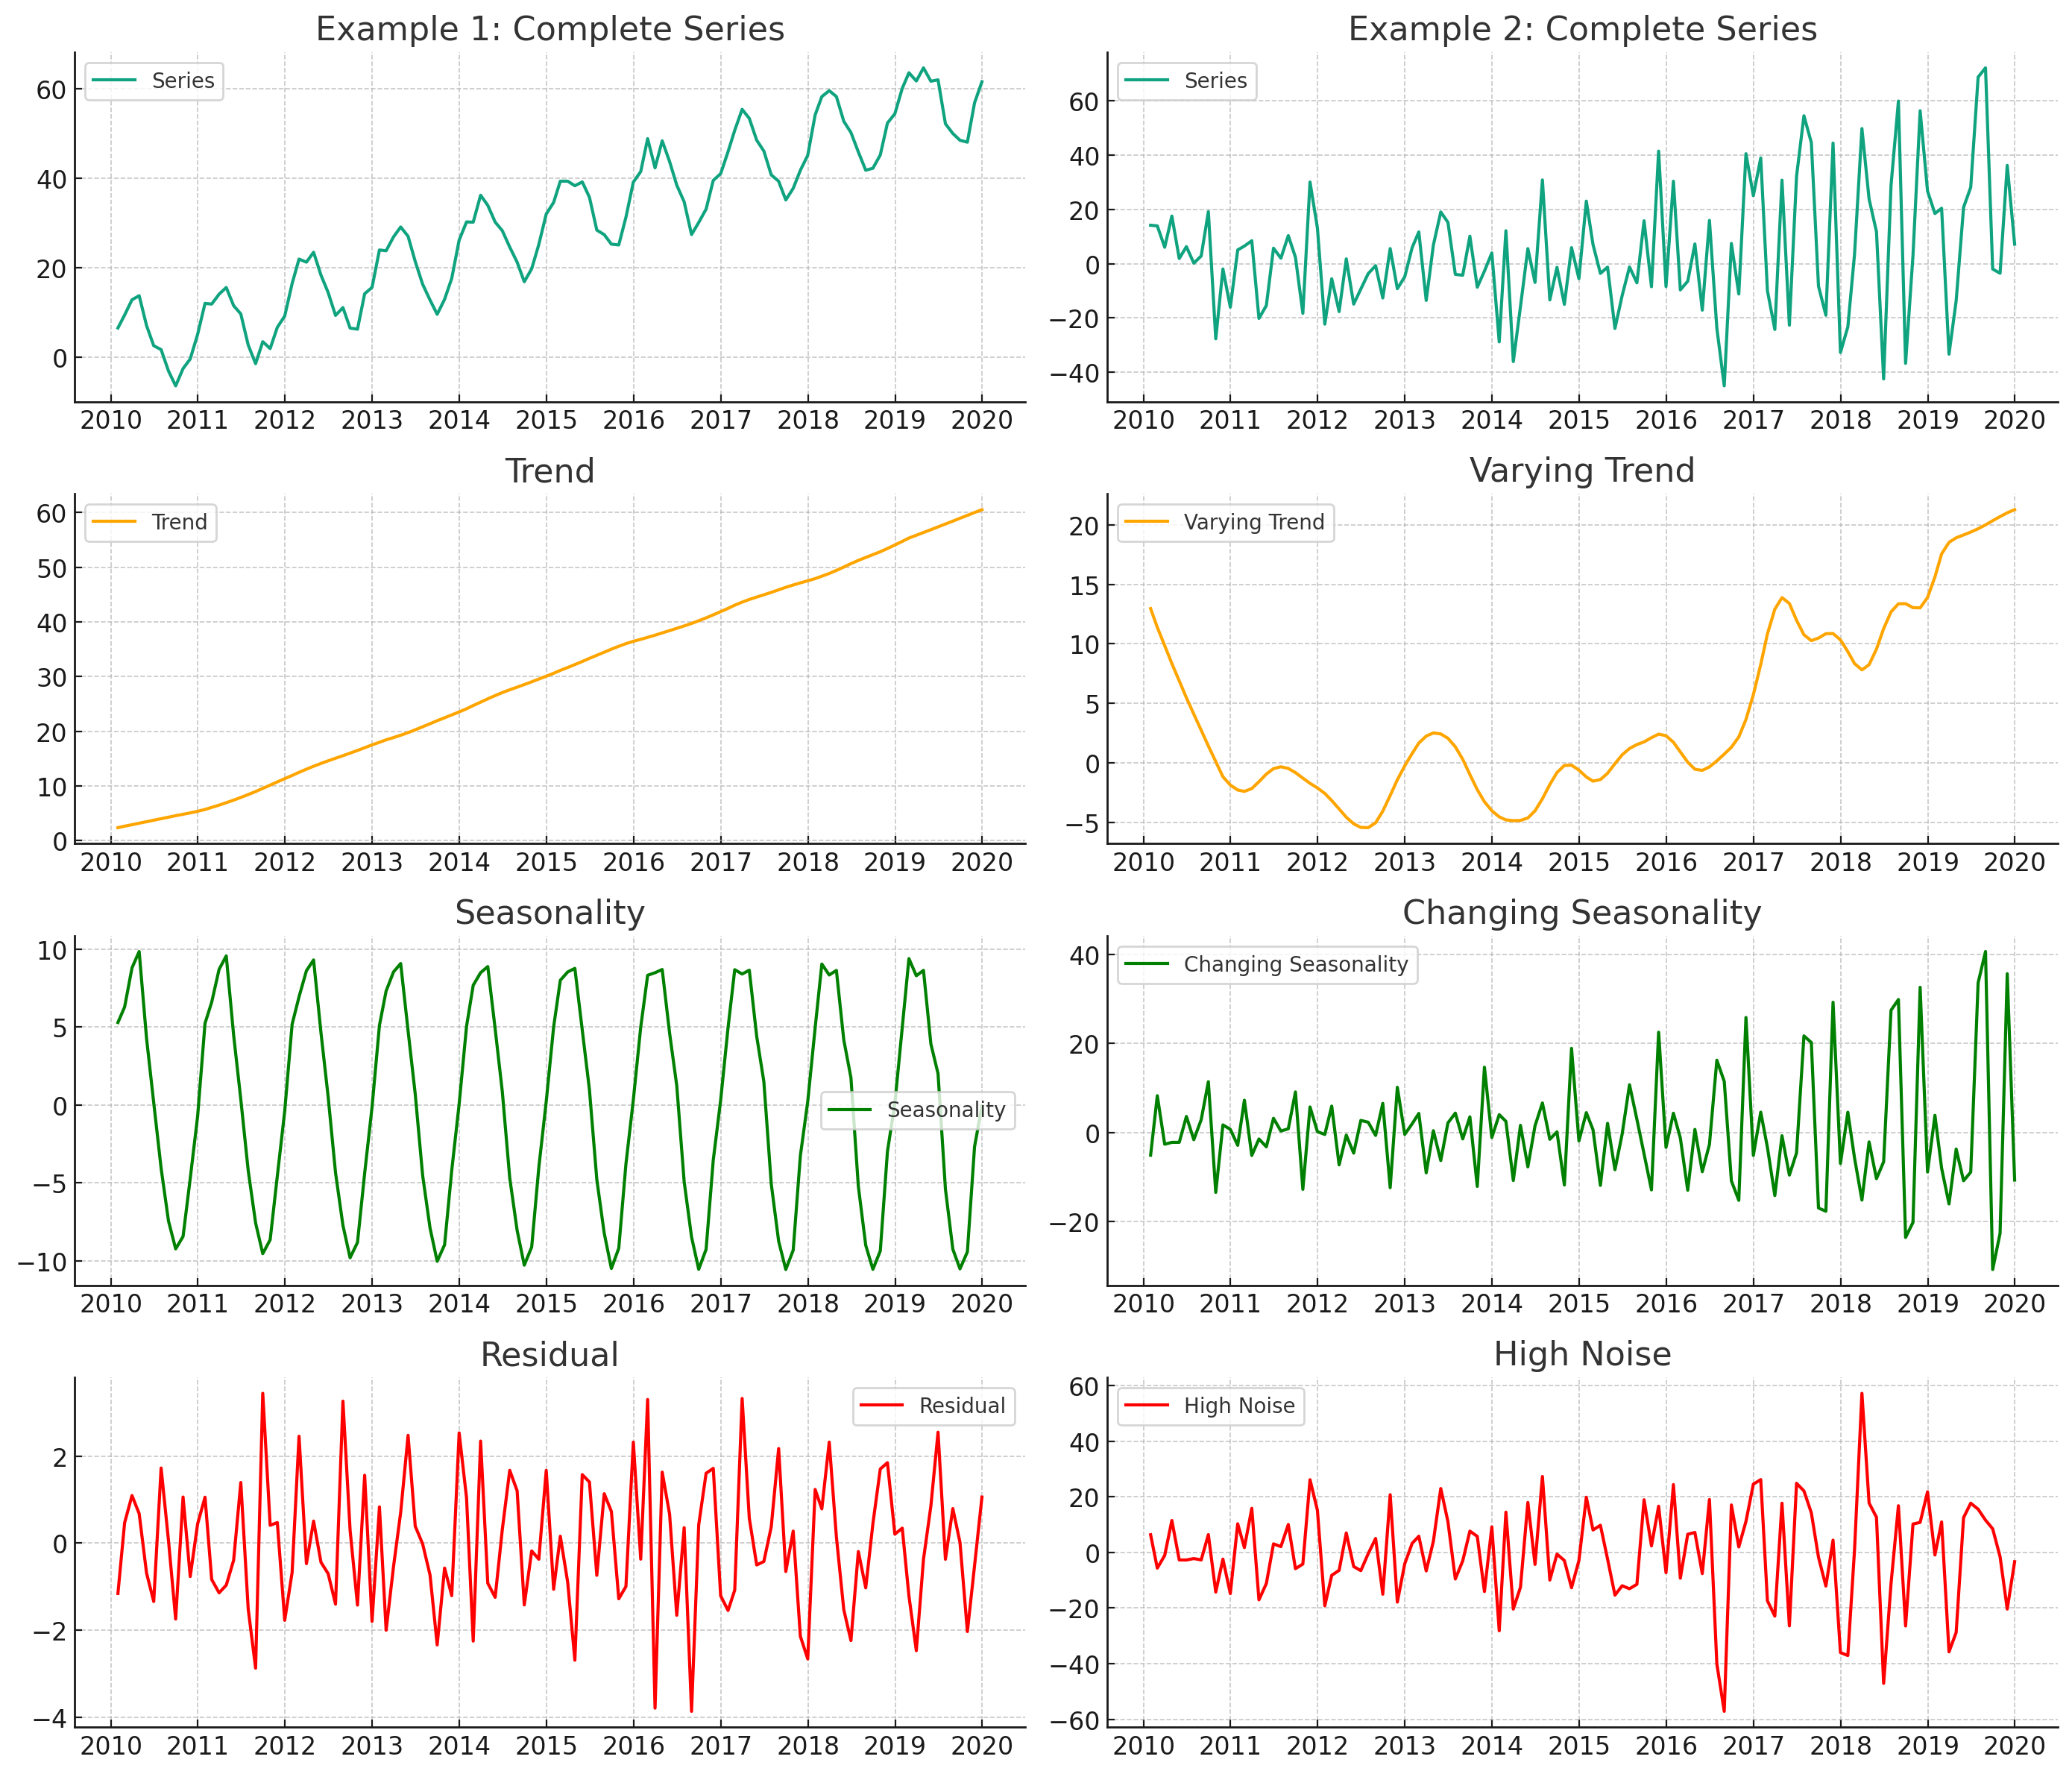 Example 1: Complete Series
Series
60
40
20
0
2010 2011 2012 2013 2014 2015 2016 2017 2018 2019 2020
Example 2: Complete Series
Series
60
40
20
0
−20
−40
2010 2011 2012 2013 2014 2015 2016 2017 2018 2019 2020
Trend
Trend
60
50
40
30
20
10
0
2010 2011 2012 2013 2014 2015 2016 2017 2018 2019 2020
Varying Trend
Varying Trend
20
15
10
5
0
−5
2010 2011 2012 2013 2014 2015 2016 2017 2018 2019 2020
Seasonality
10
5
0
Seasonality
−5
−10
2010 2011 2012 2013 2014 2015 2016 2017 2018 2019 2020
Changing Seasonality
Changing Seasonality
40
20
0
−20
2010 2011 2012 2013 2014 2015 2016 2017 2018 2019 2020
Residual
Residual
2
0
−2
−4
2010 2011 2012 2013 2014 2015 2016 2017 2018 2019 2020
High Noise
High Noise
60
40
20
0
−20
−40
−60
2010 2011 2012 2013 2014 2015 2016 2017 2018 2019 2020